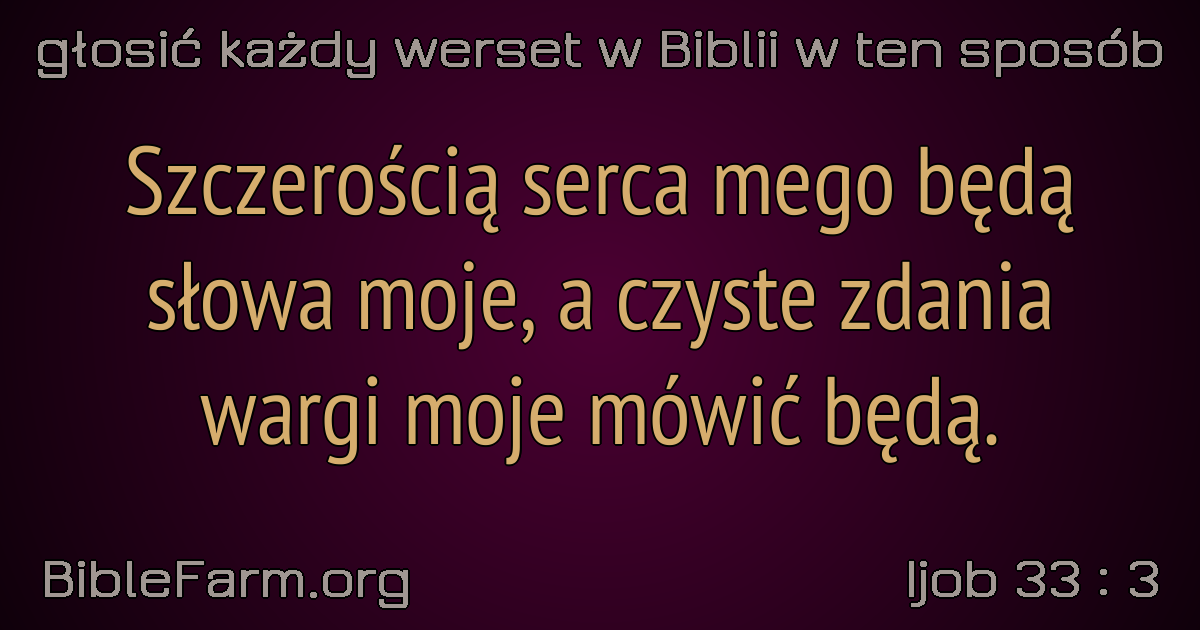 głosić każdy werset w Biblii w ten sposób
Szczerością serca mego będą
słowa moje, a czyste zdania
wargi moje mówić będą.
BibleFarm.org
Ijob 33 : 3